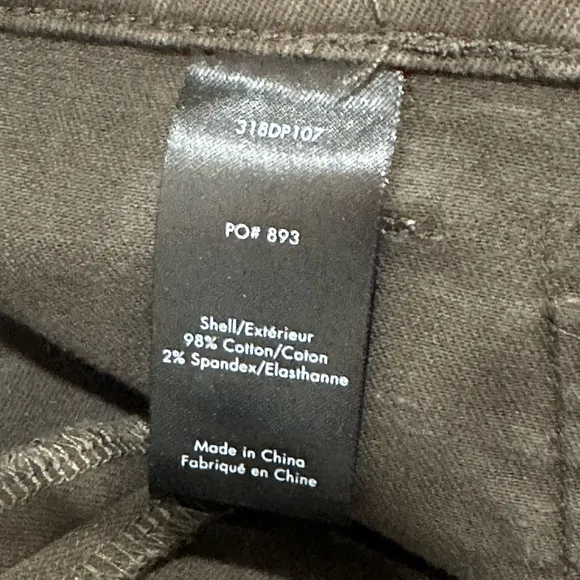 318DP107
PO# 893
Shell/Extérieur
98% Cotton/Coton
2% Spandex/Elasthanne
Made in China
Fabriqué en Chine